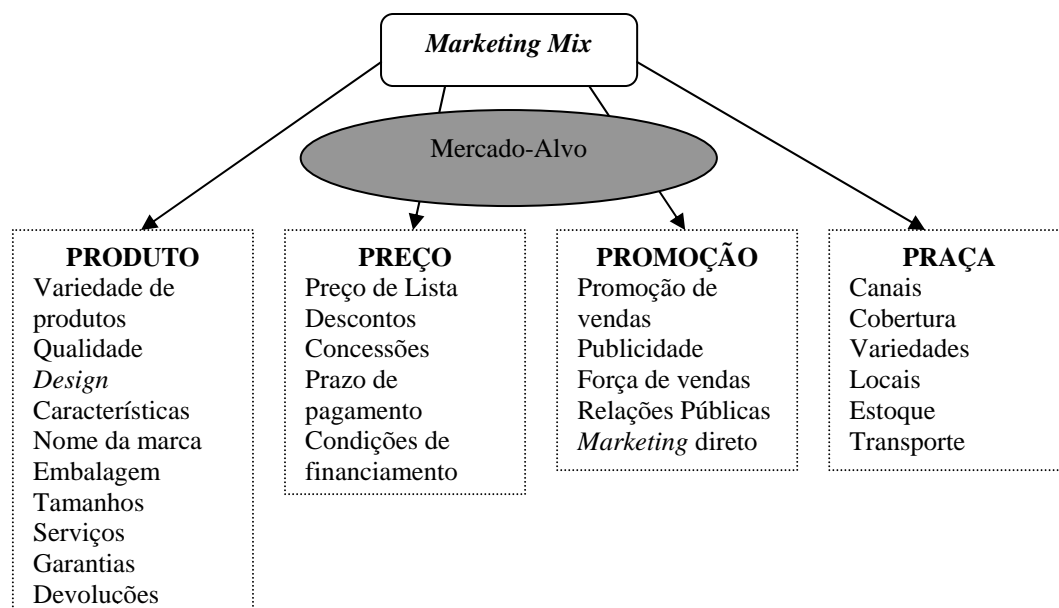 Marketing Mix
Mercado-Alvo
PRODUTO
Variedade de
produtos
Qualidade
Design
Características
Nome da marca
Embalagem
Tamanhos
Serviços
Garantias
Devoluções
PREÇO
Preço de Lista
Descontos
Concessões
Prazo de
pagamento
Condições de
financiamento
PROMOÇÃO
Promoção de
vendas
Publicidade
Força de vendas
Relações Públicas
Marketing direto
PRAÇA
Canais
Cobertura
Variedades
Locais
Estoque
Transporte